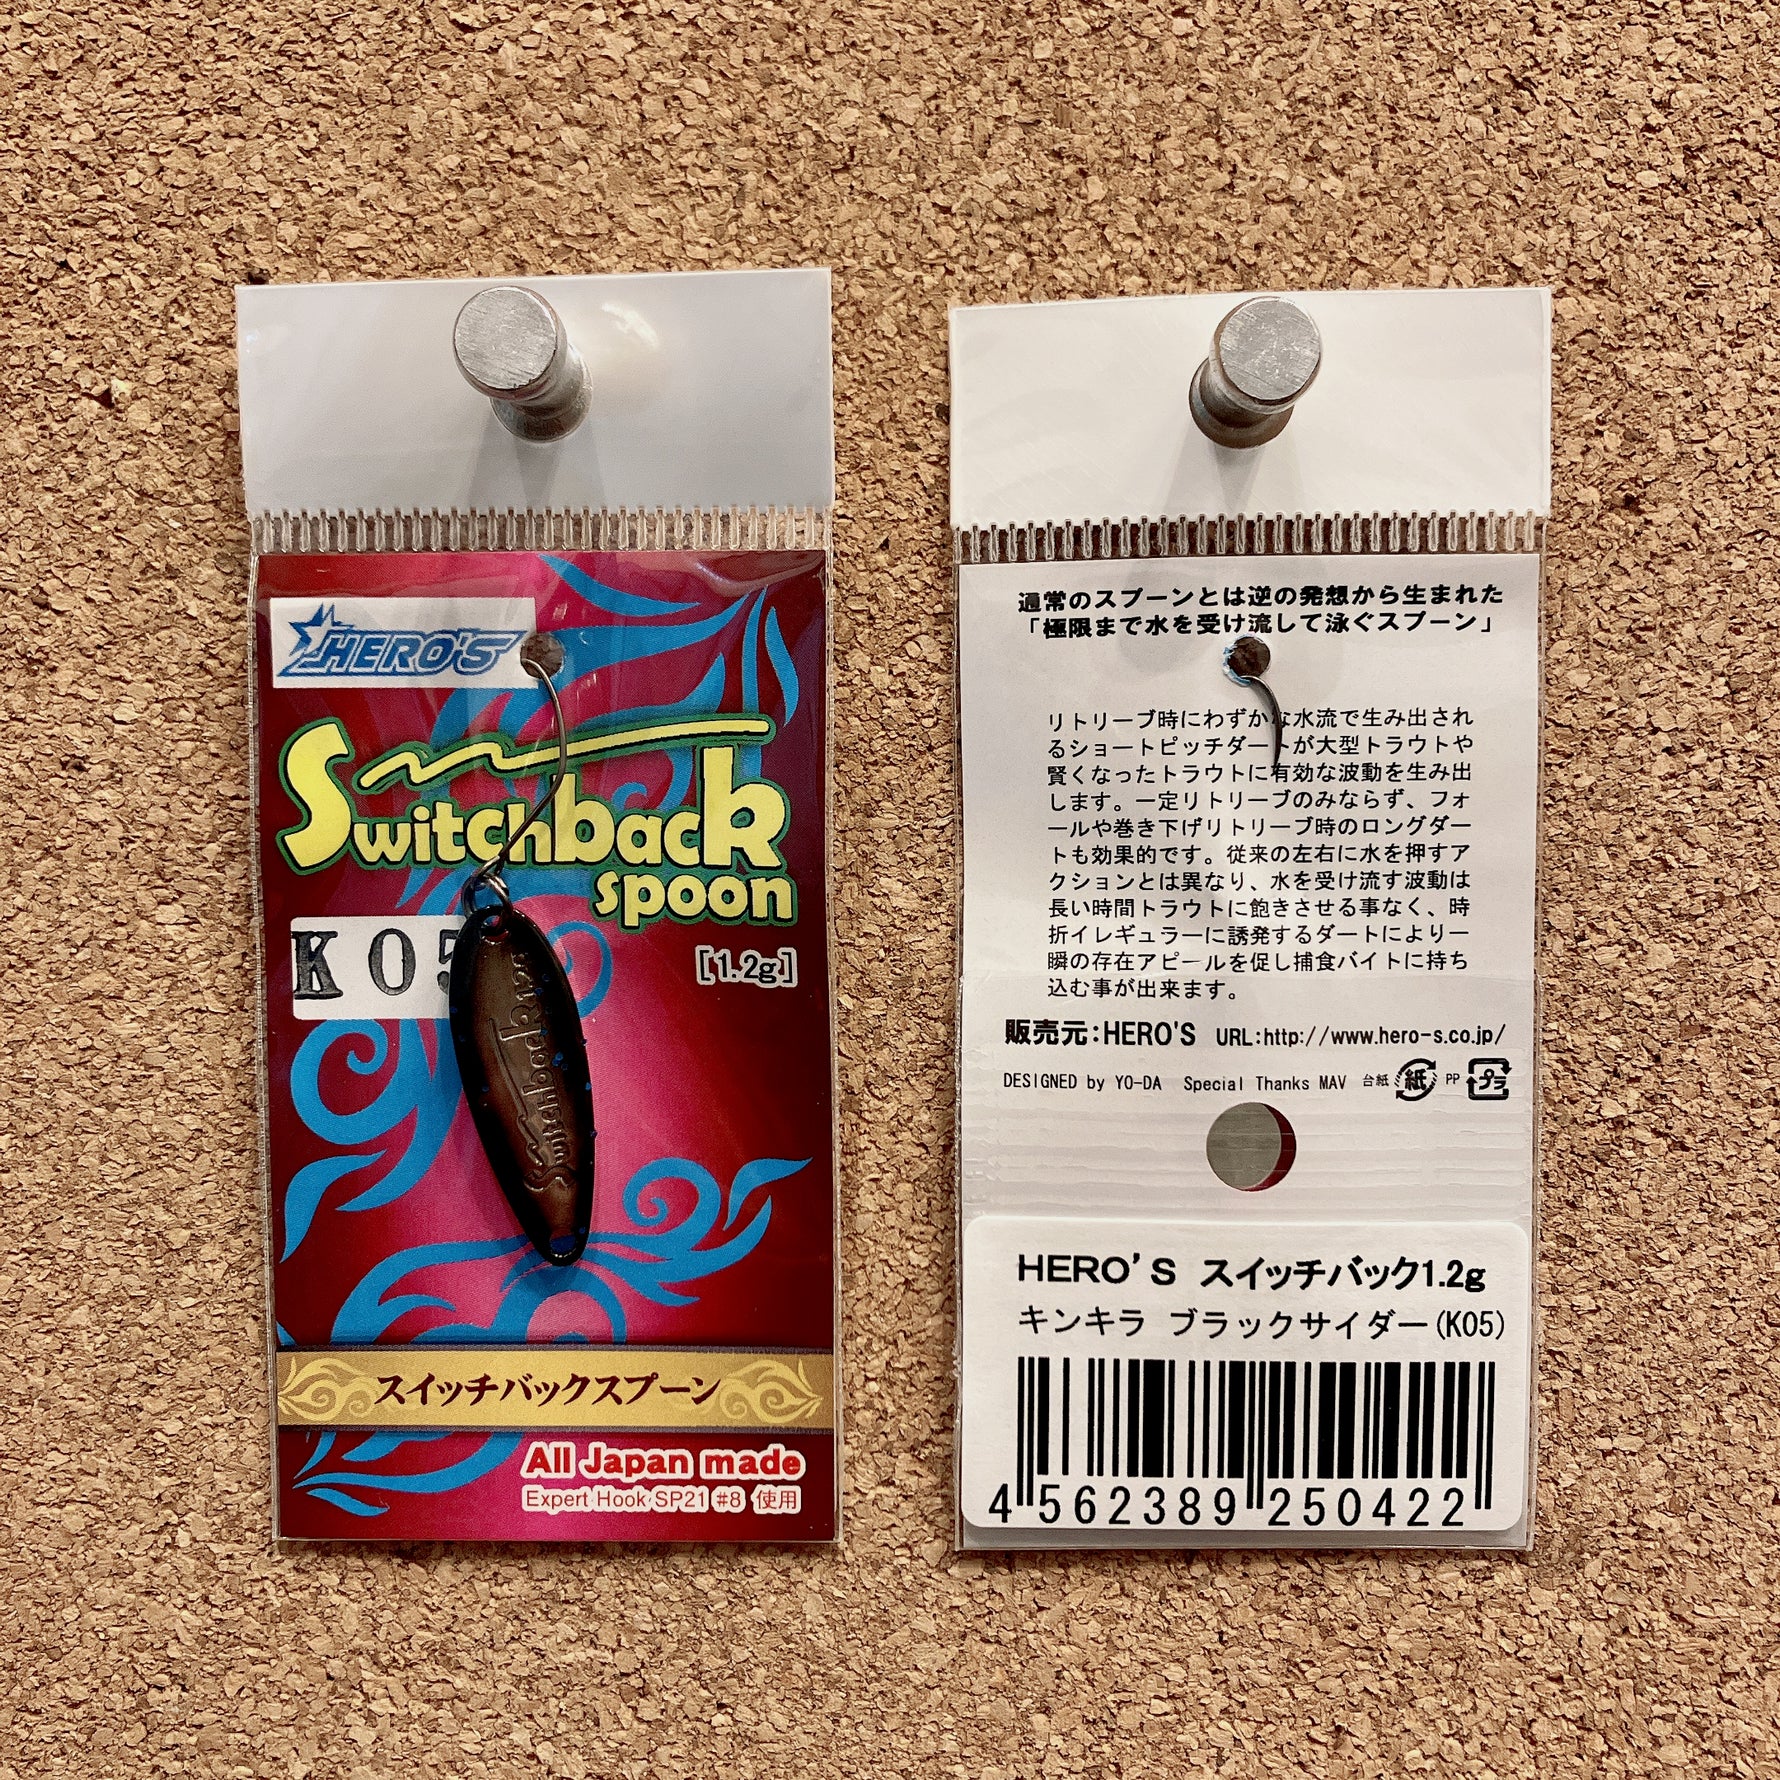 HERO'S
Switchback
spoon
[1.2g]
K05
Switchback 1.2g
スイッチバックスプーン
All Japan made
Expert Hook SP21 #8 使用
通常のスプーンとは逆の発想から生まれた
「極限まで水を受け流して泳ぐスプーン」
リトリーブ時にわずかな水流で生み出され
るショートピッチダートが大型トラウトや
賢くなったトラウトに有効な波動を生み出
します。一定リトリーブのみならず、フォ
ールや巻き下げリトリーブ時のロングダー
トも効果的です。従来の左右に水を押すア
クションとは異なり、水を受け流す波動は
長い時間トラウトに飽きさせる事なく、時
折イレギュラーに誘発するダートにより一
瞬の存在アピールを促し捕食バイトに持ち
込む事が出来ます。
販売元:HERO'S URL:http://www.hero-s.co.jp/
DESIGNED by YO-DA Special Thanks MAV 台紙 紙 PP プラ
HERO'S スイッチバック1.2g
キンキラ ブラックサイダー(K05)
4 562389 250422